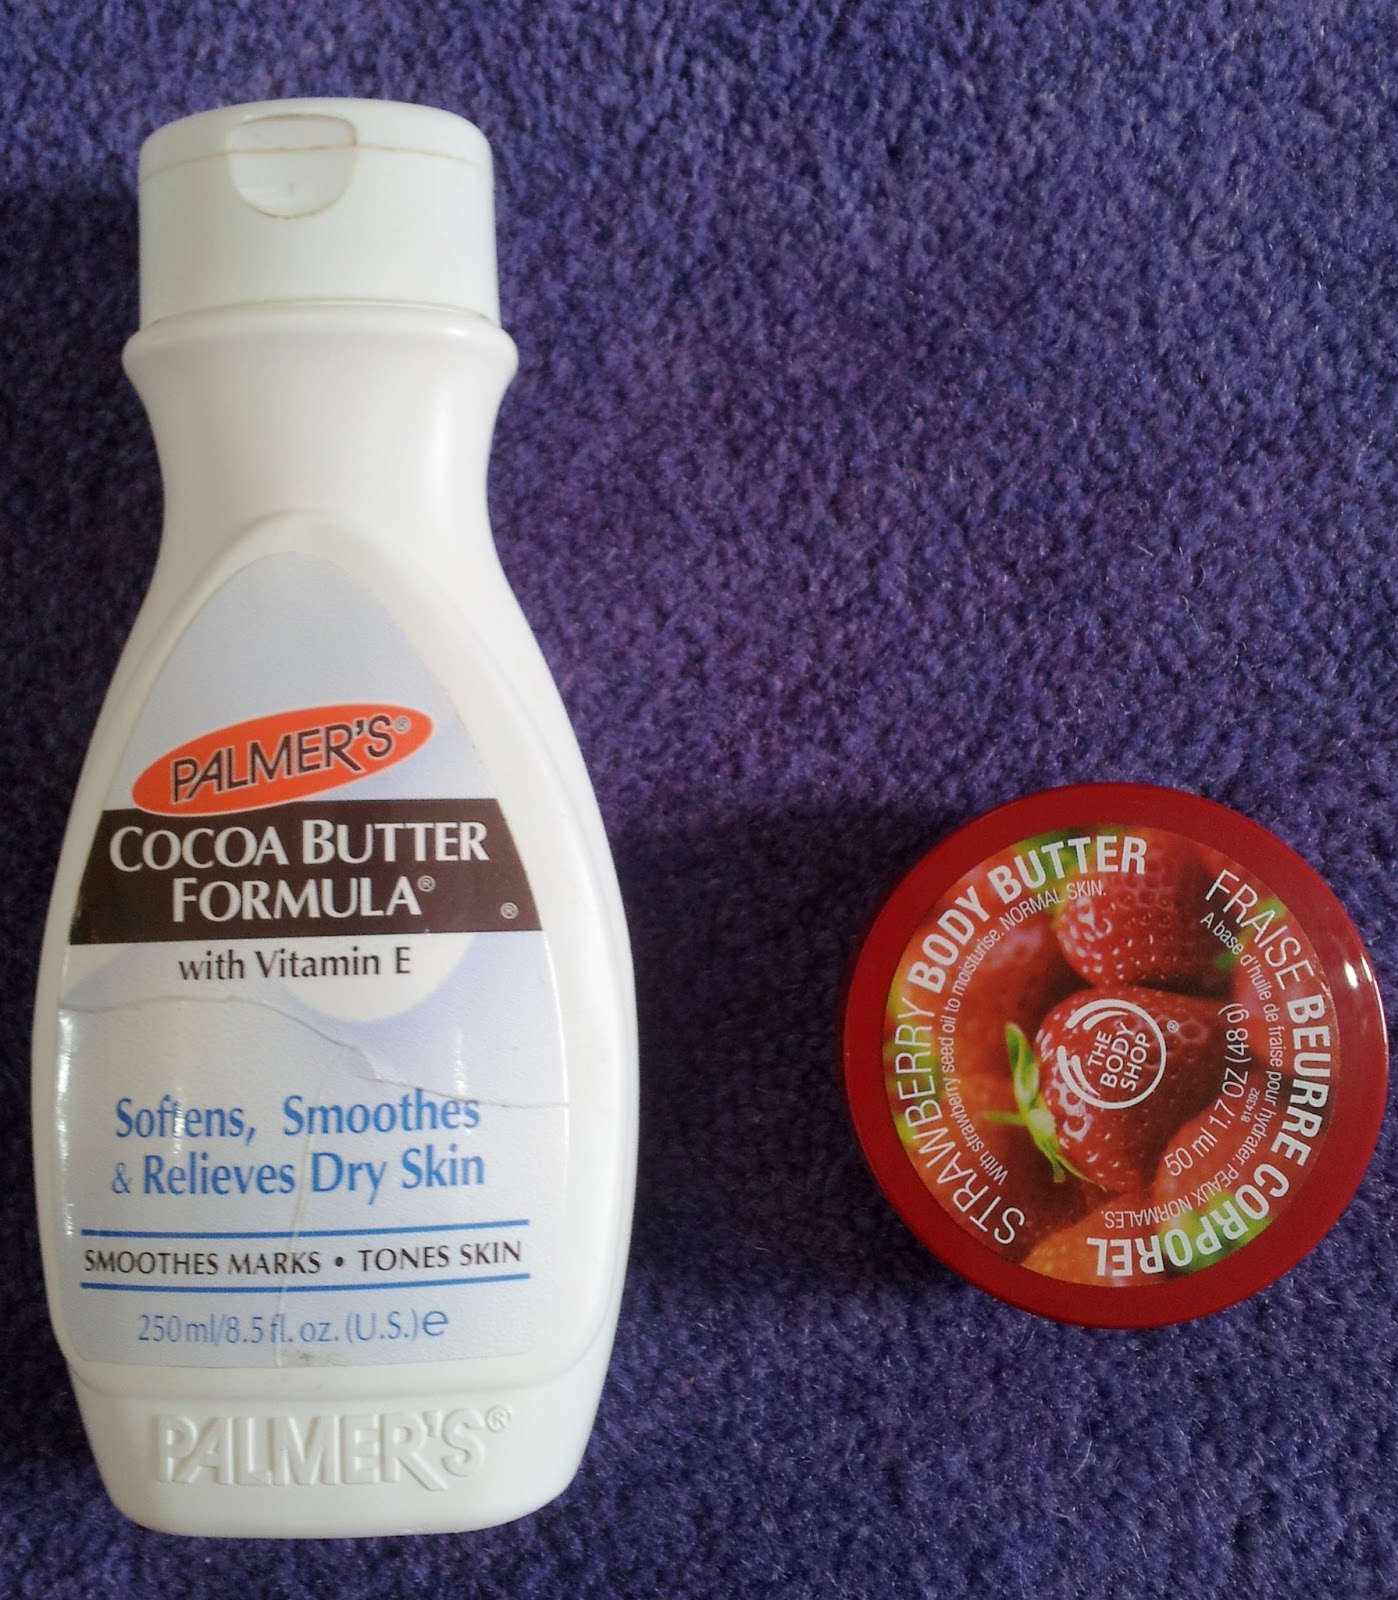 PALMER'S®
COCOA BUTTER
FORMULA®
®
with Vitamin E
Softens, Smoothes
& Relieves Dry Skin
SMOOTHES MARKS • TONES SKIN
250ml/8.5 fl. oz. (U.S.) e
PALMER'S®
STRAWBERRY BODY BUTTER
With strawberry seed oil to moisturise. NORMAL SKIN.
FRAISE BEURRE CORPOREL
A base d'huile de fraise pour hydrater. PEAUX NORMALES.
THE
BODY
SHOP®
50 ml 1.7 OZ (48 g)
814392